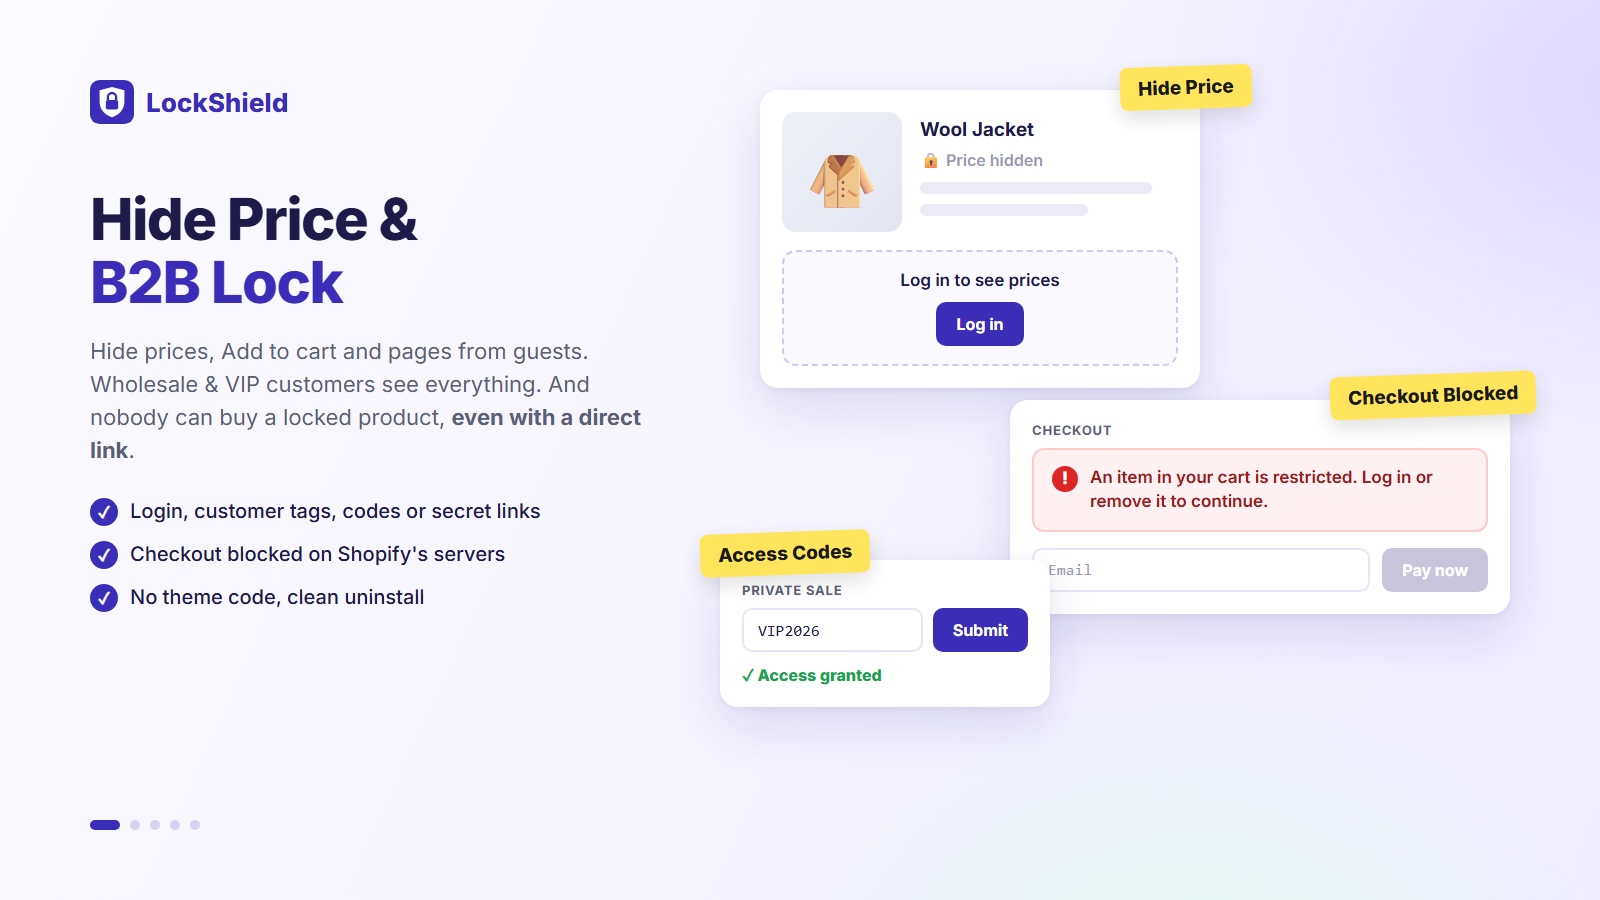 LockShield
Hide Price &
B2B Lock
Hide prices, Add to cart and pages from guests.
Wholesale & VIP customers see everything. And
nobody can buy a locked product, even with a direct
link.
✓ Login, customer tags, codes or secret links
✓ Checkout blocked on Shopify's servers
✓ No theme code, clean uninstall
Hide Price
Wool Jacket
🔒 Price hidden
Log in to see prices
Log in
Checkout Blocked
CHECKOUT
! An item in your cart is restricted. Log in or
remove it to continue.
Email
Pay now
Access Codes
PRIVATE SALE
VIP2026
Submit
✓ Access granted